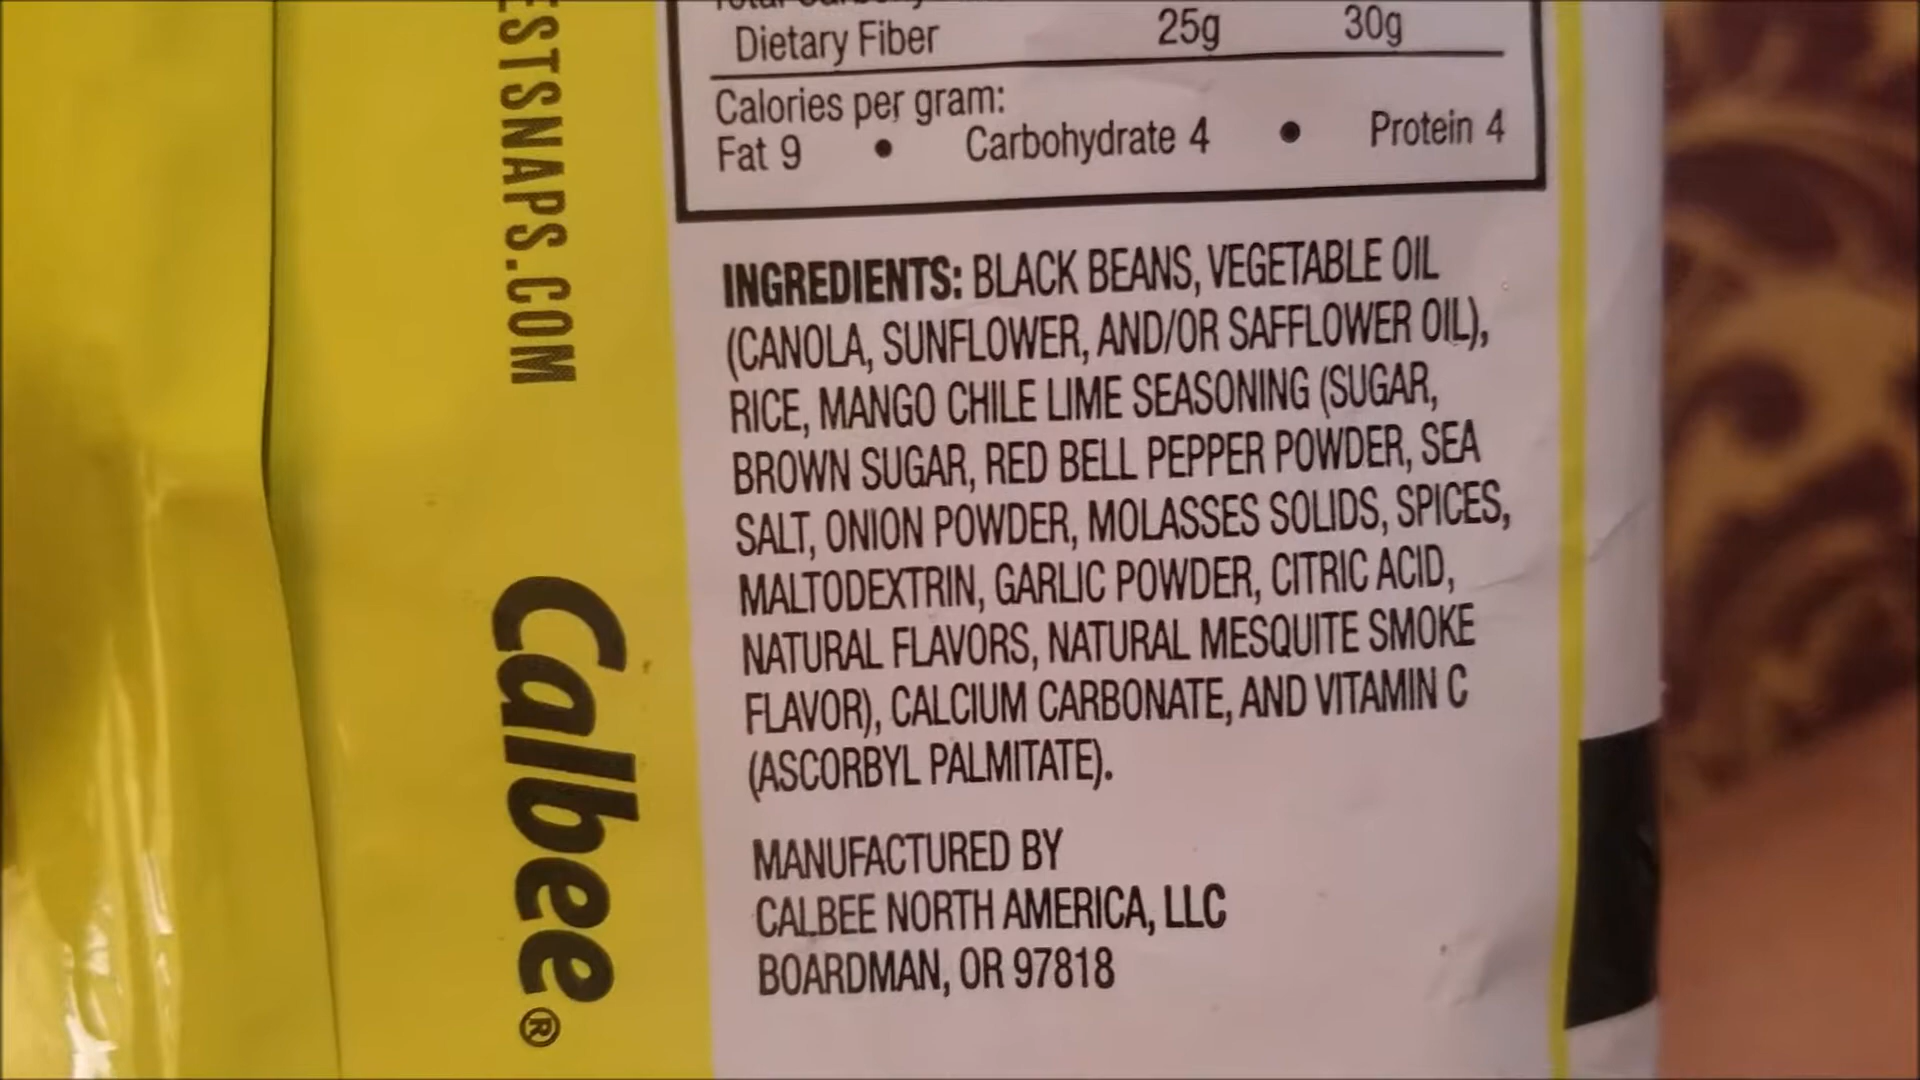 Dietary Fiber 25g 30g
Calories per gram:
Fat 9 • Carbohydrate 4 • Protein 4
INGREDIENTS: BLACK BEANS, VEGETABLE OIL
(CANOLA, SUNFLOWER, AND/OR SAFFLOWER OIL),
RICE, MANGO CHILE LIME SEASONING (SUGAR,
BROWN SUGAR, RED BELL PEPPER POWDER, SEA
SALT, ONION POWDER, MOLASSES SOLIDS, SPICES,
MALTODEXTRIN, GARLIC POWDER, CITRIC ACID,
NATURAL FLAVORS, NATURAL MESQUITE SMOKE
FLAVOR), CALCIUM CARBONATE, AND VITAMIN C
(ASCORBYL PALMITATE).
MANUFACTURED BY
CALBEE NORTH AMERICA, LLC
BOARDMAN, OR 97818
ESTSNAPS.COM
Calbee®